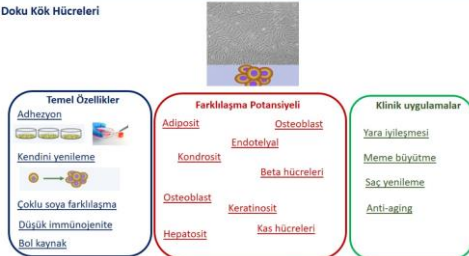 Doku Kök Hücreleri
Temel Özellikler
Adhezyon
Kendini yenileme
Çoklu soya farklılaşma
Düşük immünojenite
Bol kaynak
Farklılaşma Potansiyeli
Adiposit
Osteoblast
Endotelyal
Kondrosit
Beta hücreleri
Osteoblast
Keratinosit
Hepatosit
Kas hücreleri
Klinik uygulamalar
Yara iyileşmesi
Meme büyütme
Saç yenileme
Anti-aging